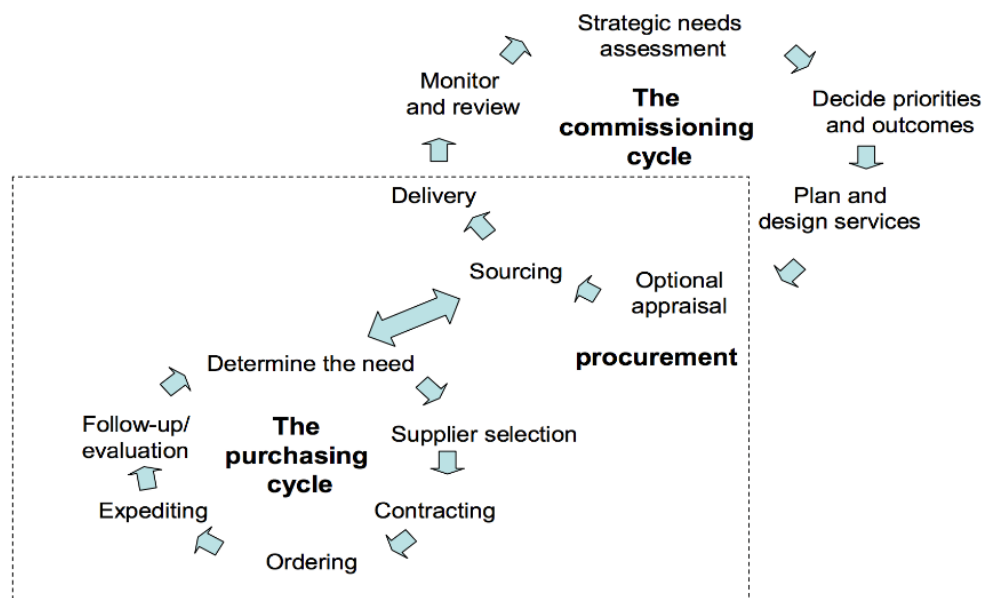 Strategic needs
assessment
Monitor
and review
The
commissioning
cycle
Decide priorities
and outcomes
Delivery
Plan and
design services
Sourcing
Optional
appraisal
procurement
Determine the need
Follow-up/
evaluation
The
purchasing
cycle
Supplier selection
Expediting
Contracting
Ordering